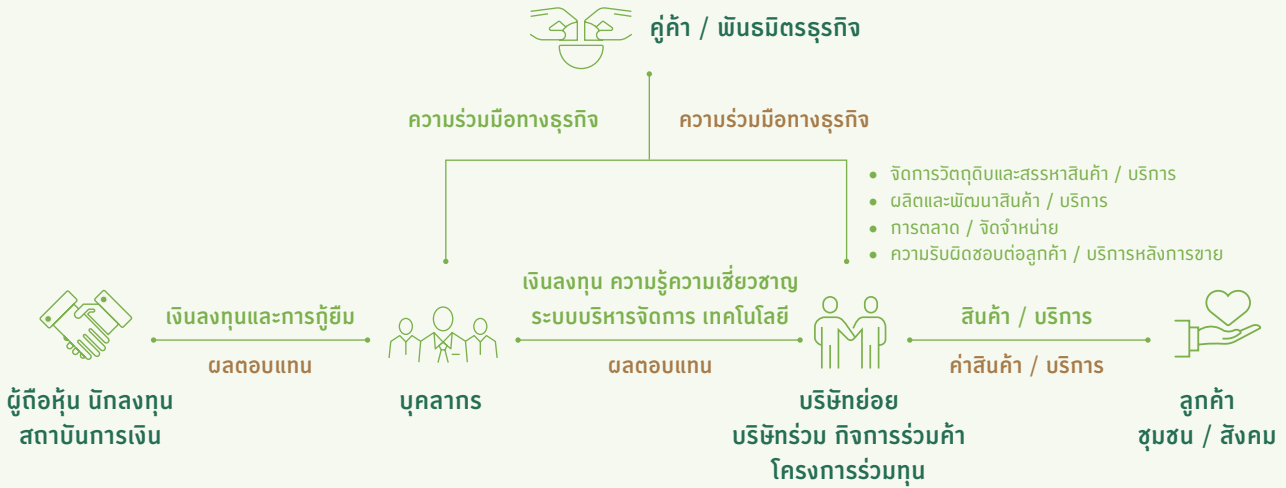 คู่ค้า / พันธมิตรธุรกิจ
ความร่วมมือทางธุรกิจ
ความร่วมมือทางธุรกิจ
• จัดการวัตถุดิบและสรรหาสินค้า / บริการ
• ผลิตและพัฒนาสินค้า / บริการ
• การตลาด / จัดจำหน่าย
• ความรับผิดชอบต่อลูกค้า / บริการหลังการขาย
เงินลงทุนและการกู้ยืม
ผลตอบแทน
เงินลงทุน ความรู้ความเชี่ยวชาญ
ระบบบริหารจัดการ เทคโนโลยี
ผลตอบแทน
สินค้า / บริการ
ค่าสินค้า / บริการ
ผู้ถือหุ้น นักลงทุน
สถาบันการเงิน
บุคลากร
บริษัทย่อย
บริษัทร่วม กิจการร่วมค้า
โครงการร่วมทุน
ลูกค้า
ชุมชน / สังคม